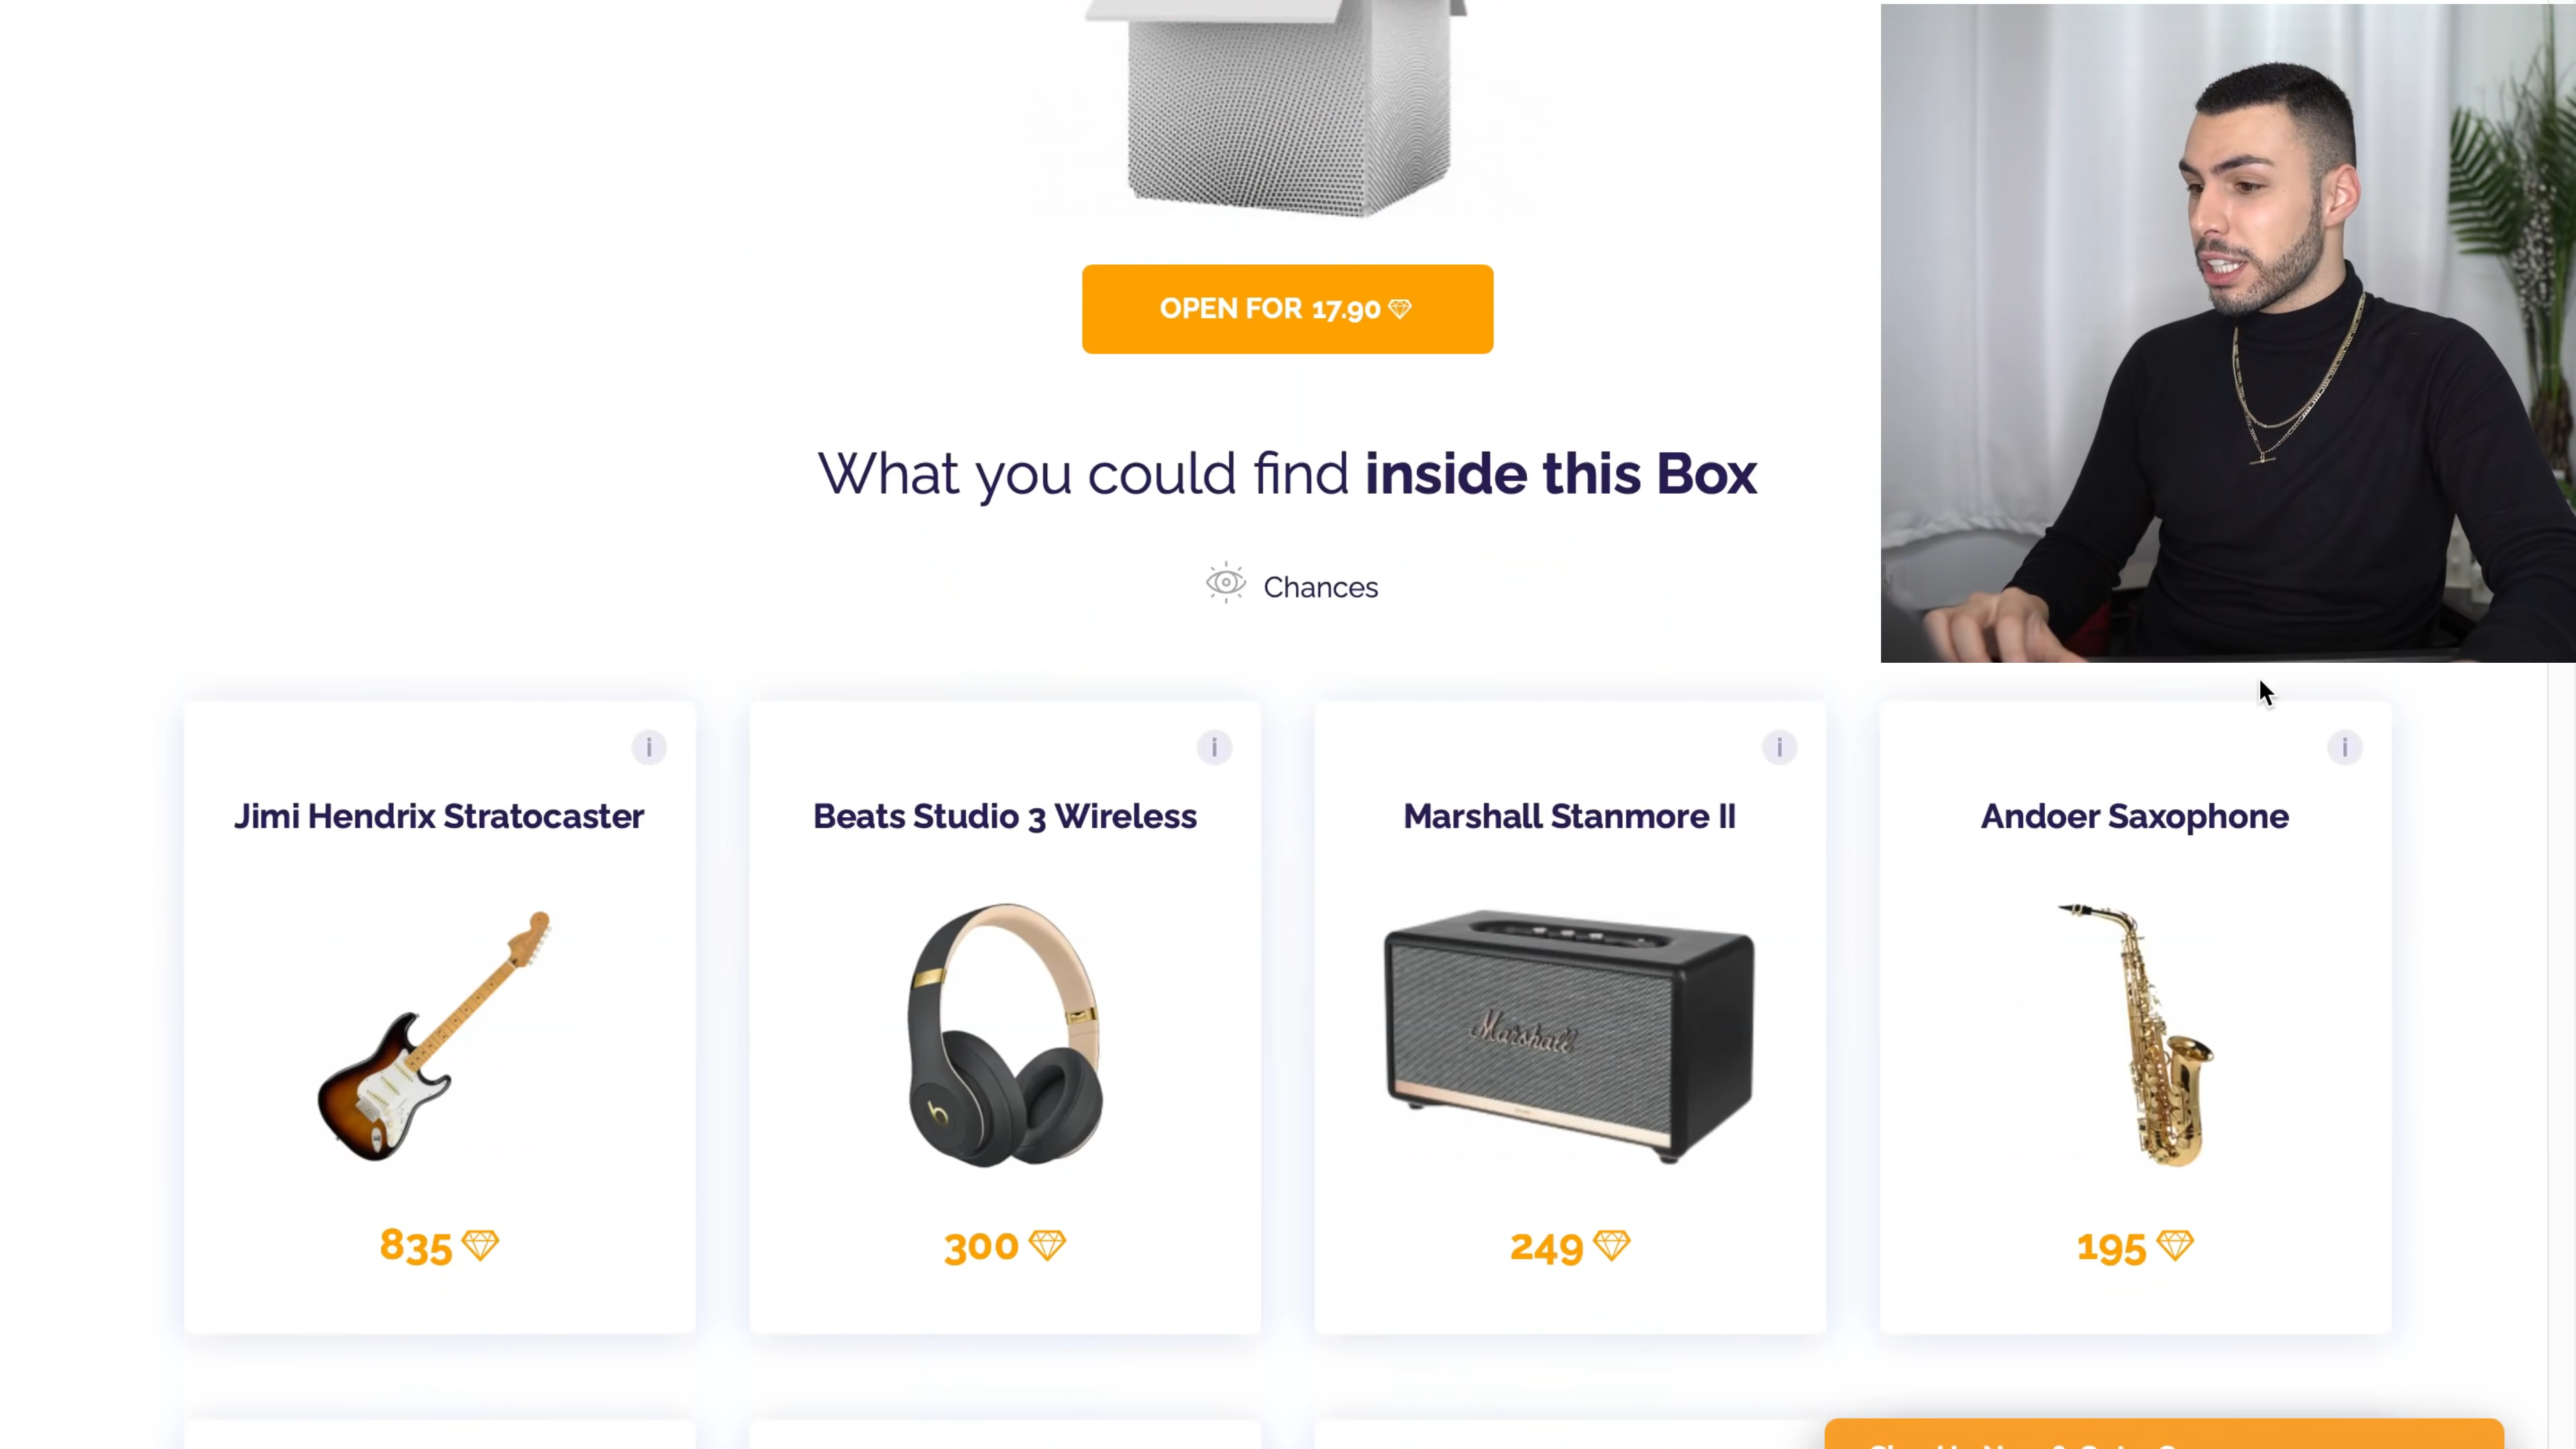 OPEN FOR 17.90
What you could find inside this Box
Chances
i
i
i
i
Jimi Hendrix Stratocaster
Beats Studio 3 Wireless
Marshall Stanmore II
Andoer Saxophone
b
Marshall
835
300
249
195